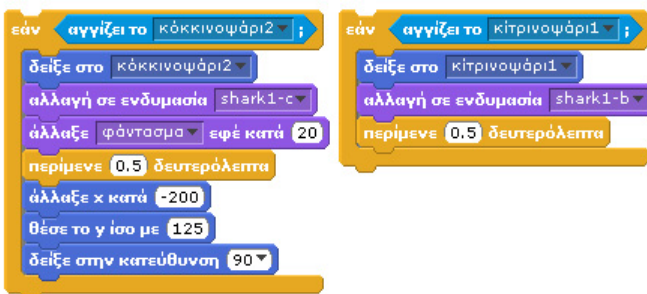 εάν αγγίζει το κόκκινοψάρι2 ;
δείξε στο κόκκινοψάρι2
αλλαγή σε ενδυμασία shark1-c
άλλαξε φάντασμα εφέ κατά 20
περίμενε 0.5 δευτερόλεπτα
άλλαξε x κατά -200
θέσε το y ίσο με 125
δείξε στην κατεύθυνση 90
εάν αγγίζει το κίτρινοψάρι1 ;
δείξε στο κίτρινοψάρι1
αλλαγή σε ενδυμασία shark1-b
περίμενε 0.5 δευτερόλεπτα